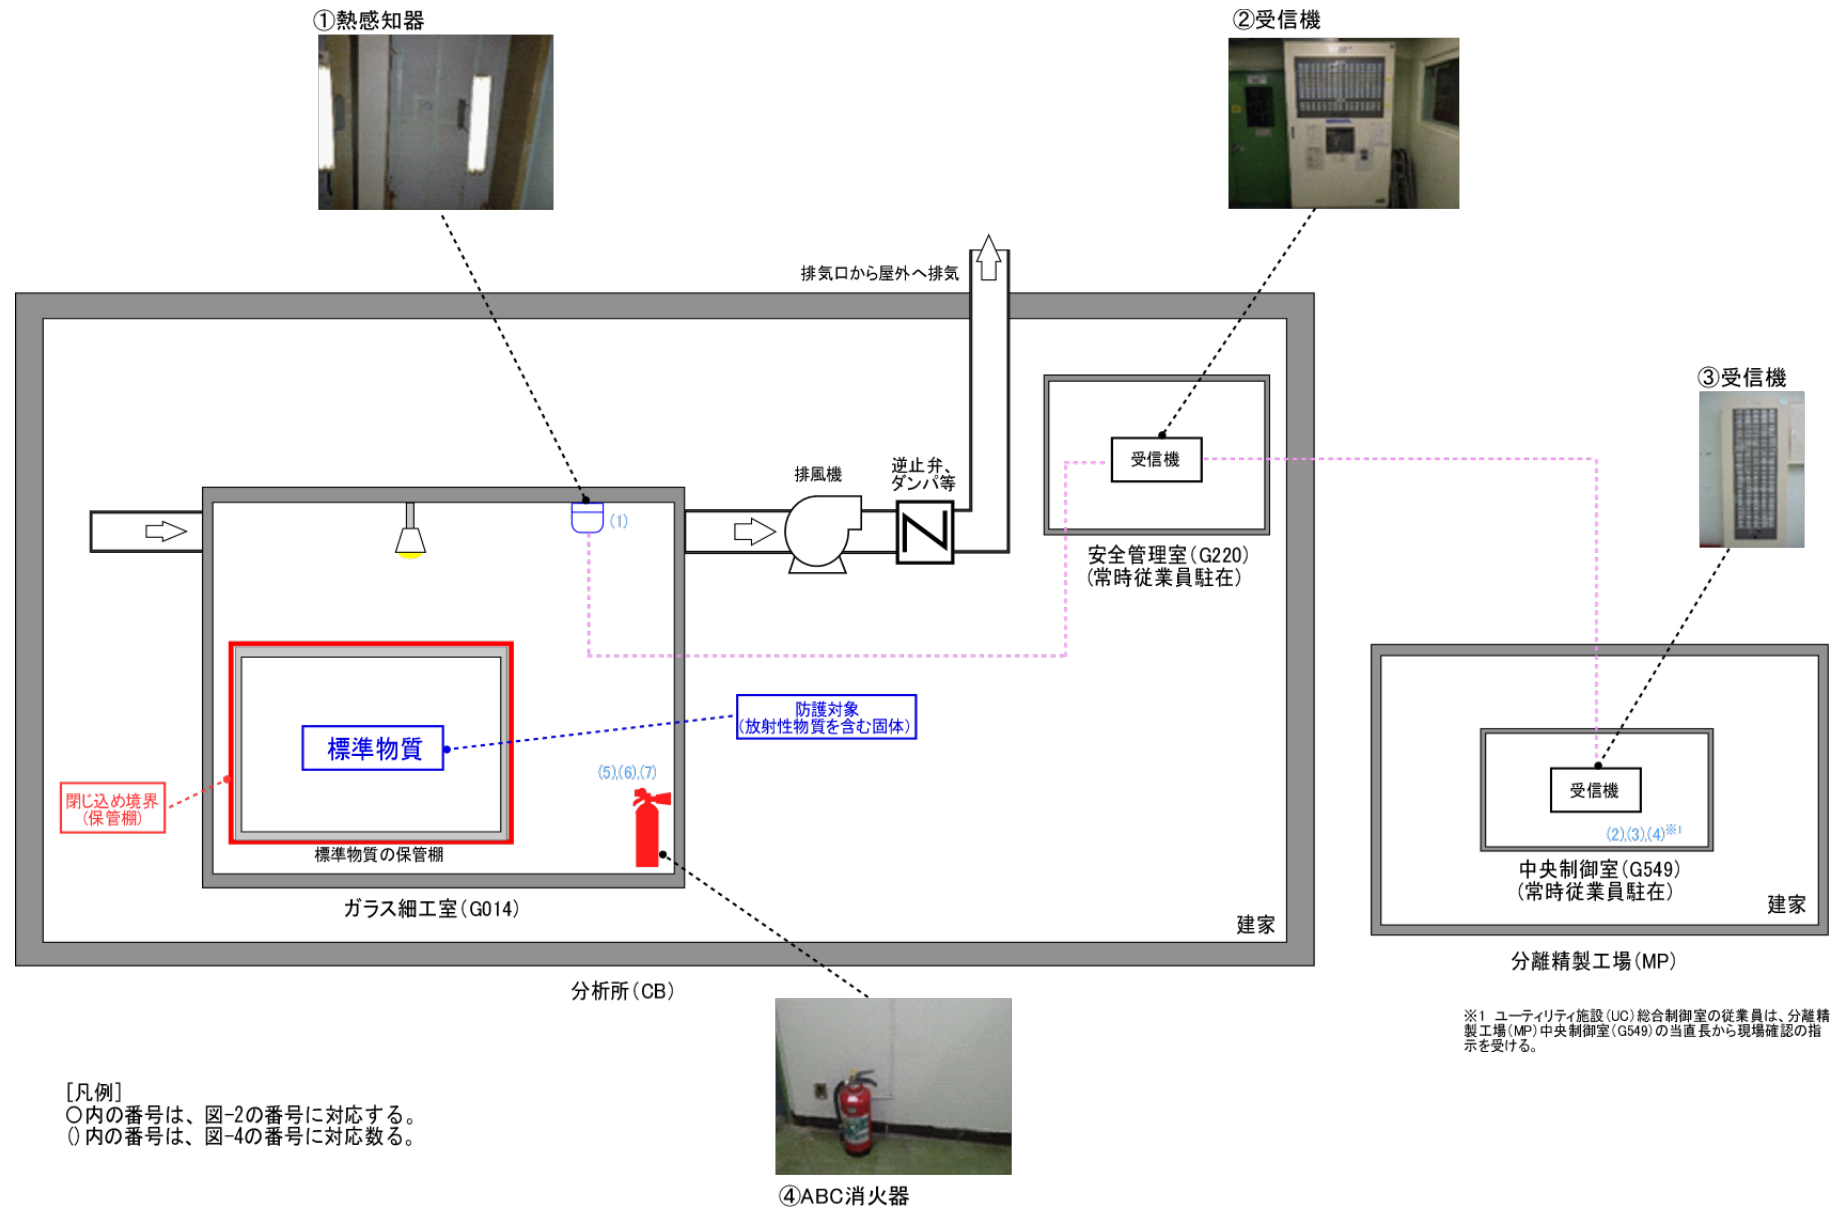 ①熱感知器
②受信機
排気口から屋外へ排気
③受信機
排風機
逆止弁、
ダンパ等
受信機
(1)
安全管理室(G220)
(常時従業員駐在)
防護対象
(放射性物質を含む固体)
標準物質
(5),(6),(7)
閉じ込め境界
(保管棚)
標準物質の保管棚
受信機
(2),(3),(4)※1
中央制御室(G549)
(常時従業員駐在)
ガラス細工室(G014)
建家
建家
分離精製工場(MP)
分析所(CB)
※1 ユーティリティ施設(UC)総合制御室の従業員は、分離精
製工場(MP)中央制御室(G549)の当直長から現場確認の指
示を受ける。
[凡例]
○内の番号は、図-2の番号に対応する。
()内の番号は、図-4の番号に対応数る。
④ABC消火器